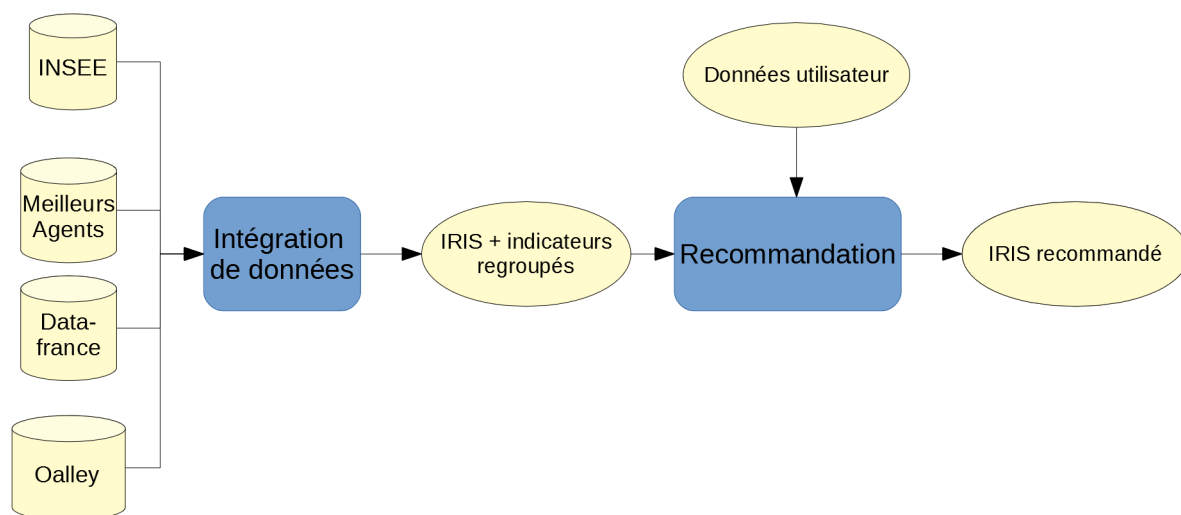 INSEE
Données utilisateur
Meilleurs
Agents
Intégration
de données
IRIS + indicateurs
regroupés
Recommandation
IRIS recommandé
Data-
france
Oalley